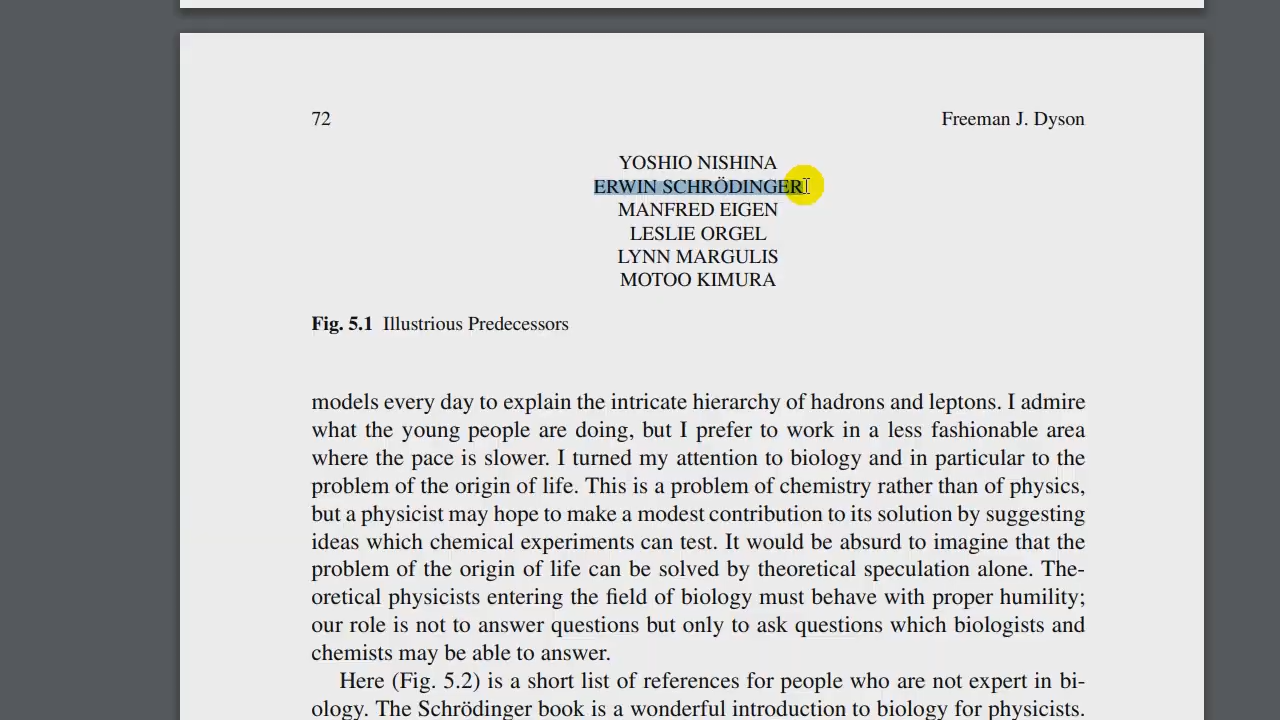 72 Freeman J. Dyson
YOSHIO NISHINA
ERWIN SCHRÖDINGER
MANFRED EIGEN
LESLIE ORGEL
LYNN MARGULIS
MOTOO KIMURA
Fig. 5.1 Illustrious Predecessors
models every day to explain the intricate hierarchy of hadrons and leptons. I admire
what the young people are doing, but I prefer to work in a less fashionable area
where the pace is slower. I turned my attention to biology and in particular to the
problem of the origin of life. This is a problem of chemistry rather than of physics,
but a physicist may hope to make a modest contribution to its solution by suggesting
ideas which chemical experiments can test. It would be absurd to imagine that the
problem of the origin of life can be solved by theoretical speculation alone. The-
oretical physicists entering the field of biology must behave with proper humility;
our role is not to answer questions but only to ask questions which biologists and
chemists may be able to answer.
Here (Fig. 5.2) is a short list of references for people who are not expert in bi-
ology. The Schrödinger book is a wonderful introduction to biology for physicists.